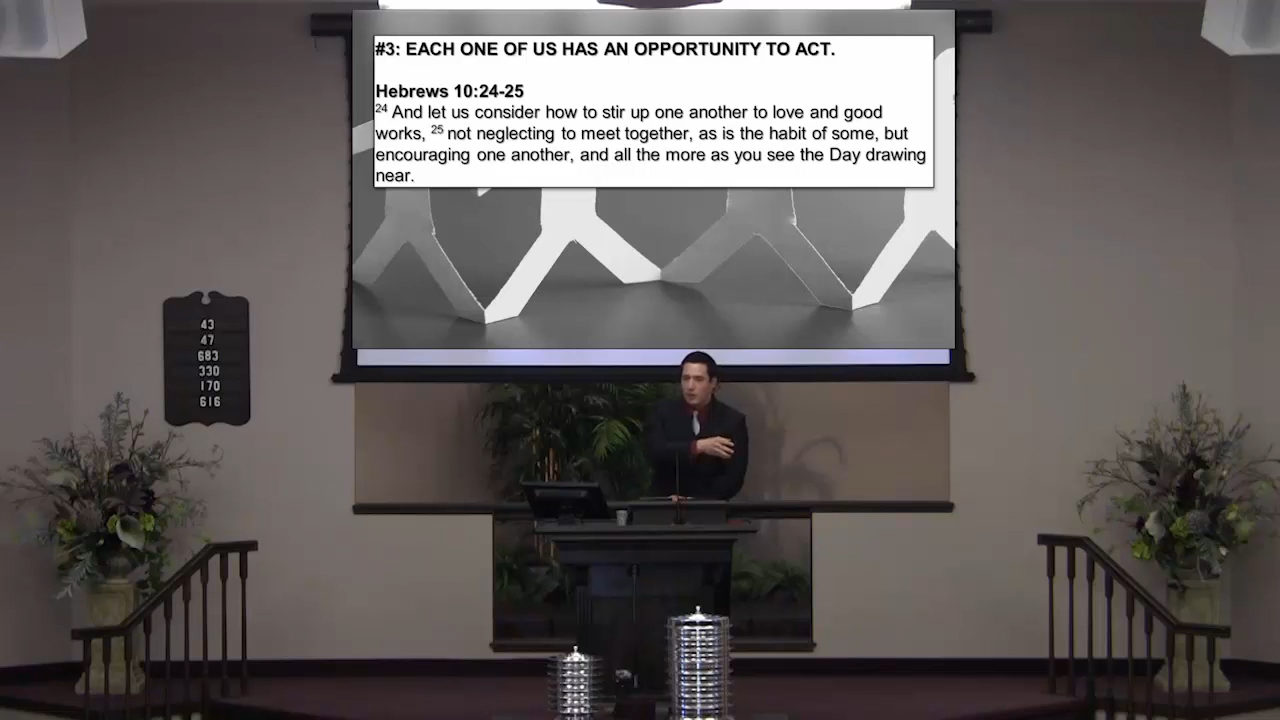 #3: EACH ONE OF US HAS AN OPPORTUNITY TO ACT.
Hebrews 10:24-25
24 And let us consider how to stir up one another to love and good
works, 25 not neglecting to meet together, as is the habit of some, but
encouraging one another, and all the more as you see the Day drawing
near.
43
47
683
330
170
616